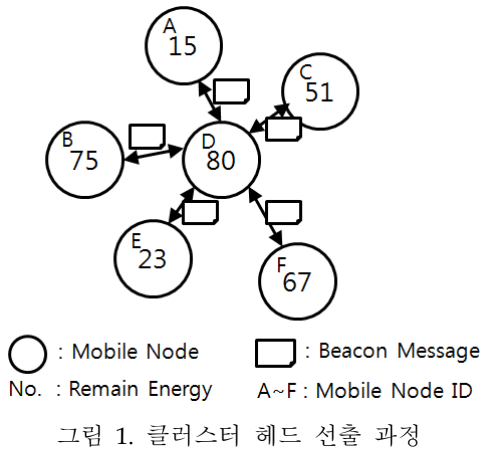 A
15
C
51
B
75
D
80
E
23
F
67
: Mobile Node
: Beacon Message
No. : Remain Energy
A~F : Mobile Node ID
그림 1. 클러스터 헤드 선출 과정